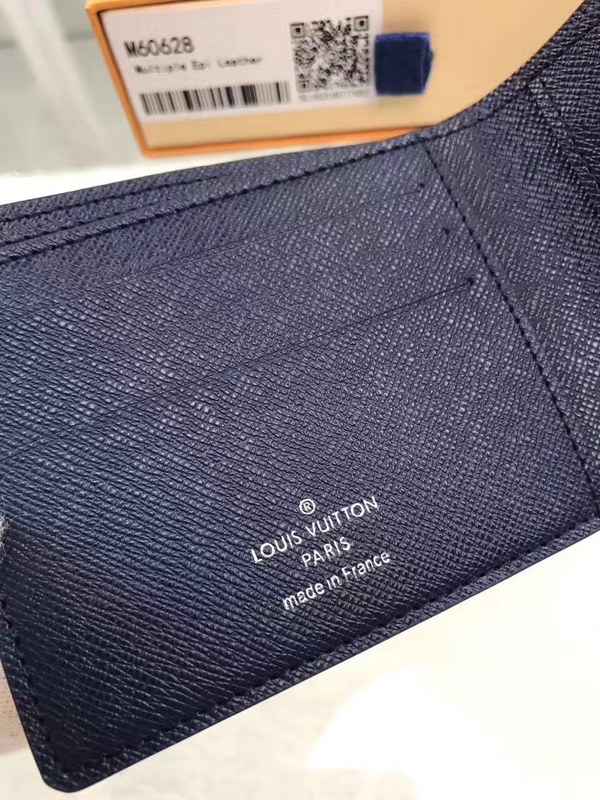 M60628
Multiple Epi Leather
®
LOUIS VUITTON
PARIS
made in France